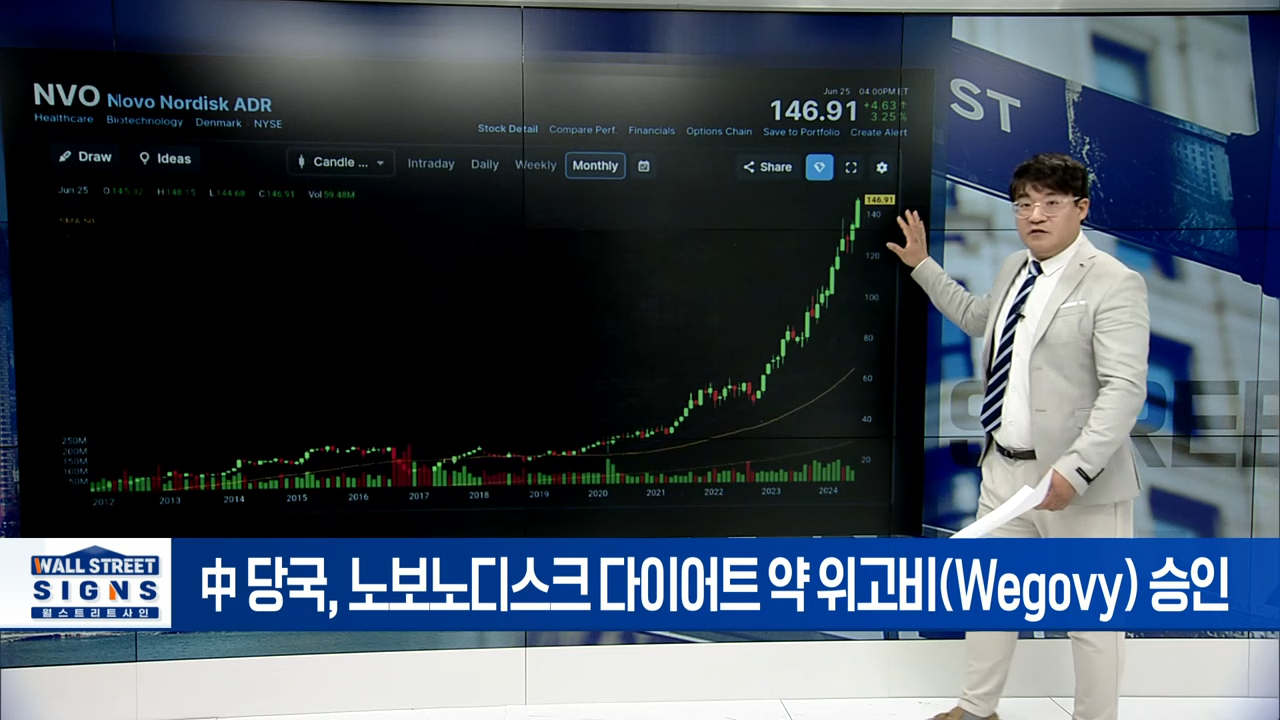 NVO Novo Nordisk ADR
Healthcare Biotechnology Denmark NYSE
Jun 25 04:00PM ET
146.91 +4.63
3.25 %
Stock Detail Compare Perf. Financials Options Chain Save to Portfolio Create Alert
Draw Ideas Candle ... Intraday Daily Weekly Monthly Share
Jun 25 O H 148.15 L 144.68 C 146.91 Vol 59.48M
146.91
140
120
100
80
60
40
20
250M
200M
150M
100M
50M
2012 2013 2014 2015 2016 2017 2018 2019 2020 2021 2022 2023 2024
ST
WALL STREET
SIGNS
월스트리트사인
中 당국, 노보노디스크 다이어트 약 위고비(Wegovy) 승인